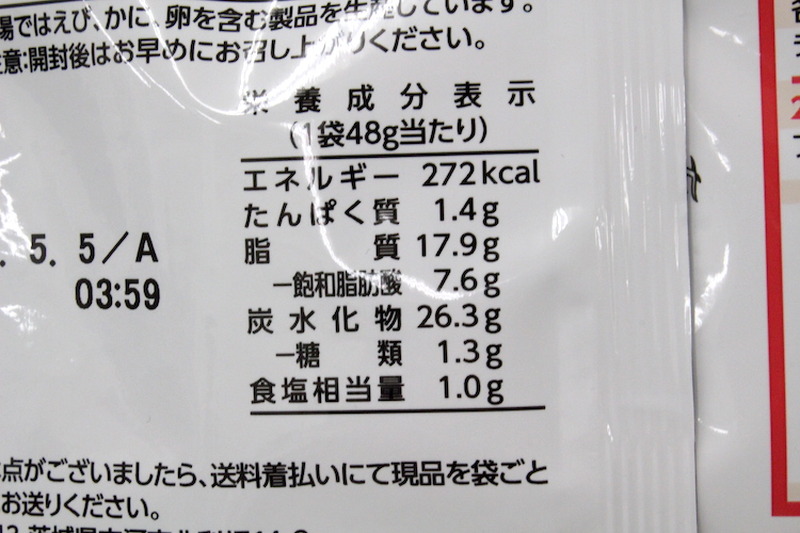 場ではえび、かに、卵を含む製品を生産しています。
意:開封後はお早めにお召し上がりください。
栄養成分表示
(1袋48g当たり)
エネルギー 272kcal
たんぱく質 1.4g
脂質 17.9g
－飽和脂肪酸 7.6g
炭水化物 26.3g
－糖類 1.3g
食塩相当量 1.0g
. 5. 5/A
03:59
点がございましたら、送料着払いにて現品を袋ごと
お送りください。